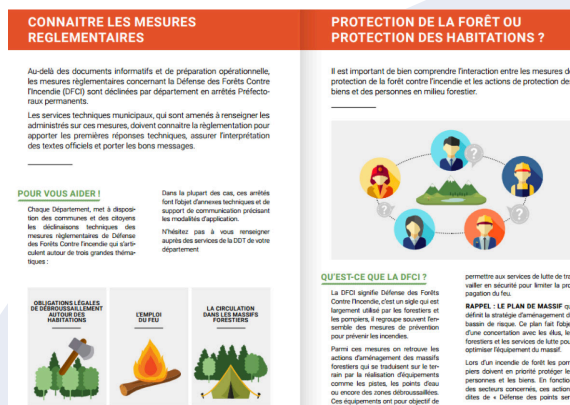 CONNAITRE LES MESURES
REGLEMENTAIRES
Au-delà des documents informatifs et de préparation opérationnelle,
les mesures règlementaires concernant la Défense des Forêts Contre
l'Incendie (DFCI) sont déclinées par département en arrêtés Préfecto-
raux permanents.
Les services techniques municipaux, qui sont amenés à renseigner les
administrés sur ces mesures, doivent connaitre la règlementation pour
apporter les premières réponses techniques, assurer l'interprétation
des textes officiels et porter les bons messages.
POUR VOUS AIDER !
Chaque Département, met à disposi-
tion des communes et des citoyens
les déclinaisons techniques des
mesures règlementaires de Défense
des Forêts Contre l'incendie qui s'arti-
culent autour de trois grandes théma-
tiques :
Dans la plupart des cas, ces arrêtés
font l'objet d'annexes techniques et de
support de communication précisant
les modalités d'application.
N'hésitez pas à vous renseigner
auprès des services de la DDT de votre
département
OBLIGATIONS LÉGALES
DE DÉBROUSSAILLEMENT
AUTOUR DES
HABITATIONS
L'EMPLOI
DU FEU
LA CIRCULATION
DANS LES MASSIFS
FORESTIERS
PROTECTION DE LA FORÊT OU
PROTECTION DES HABITATIONS ?
Il est important de bien comprendre l'interaction entre les mesures de
protection de la forêt contre l'incendie et les actions de protection des
biens et des personnes en milieu forestier.
?
?
?
QU'EST-CE QUE LA DFCI ?
La DFCI signifie Défense des Forêts
Contre l'Incendie, c'est un sigle qui est
largement utilisé par les forestiers et
les pompiers, il regroupe souvent l'en-
semble des mesures de prévention
pour prévenir les incendies.
Parmi ces mesures on retrouve les
actions d'aménagement des massifs
forestiers qui se traduisent sur le ter-
rain par la réalisation d'équipements
comme les pistes, les points d'eau
ou encore des zones débroussaillées.
Ces équipements ont pour objectif de
permettre aux services de lutte de tra
vailler en sécurité pour limiter la pro
pagation du feu.
RAPPEL : LE PLAN DE MASSIF qu
définit la stratégie d'aménagement d
bassin de risque. Ce plan fait l'obje
d'une concertation avec les élus, le
forestiers et les services de lutte pou
optimiser l'équipement du massif.
Lors d'un incendie de forêt les pom
piers doivent en priorité protéger le
personnes et les biens. En fonctio
des secteurs concernés, ces action
dites de « Défense des points sen